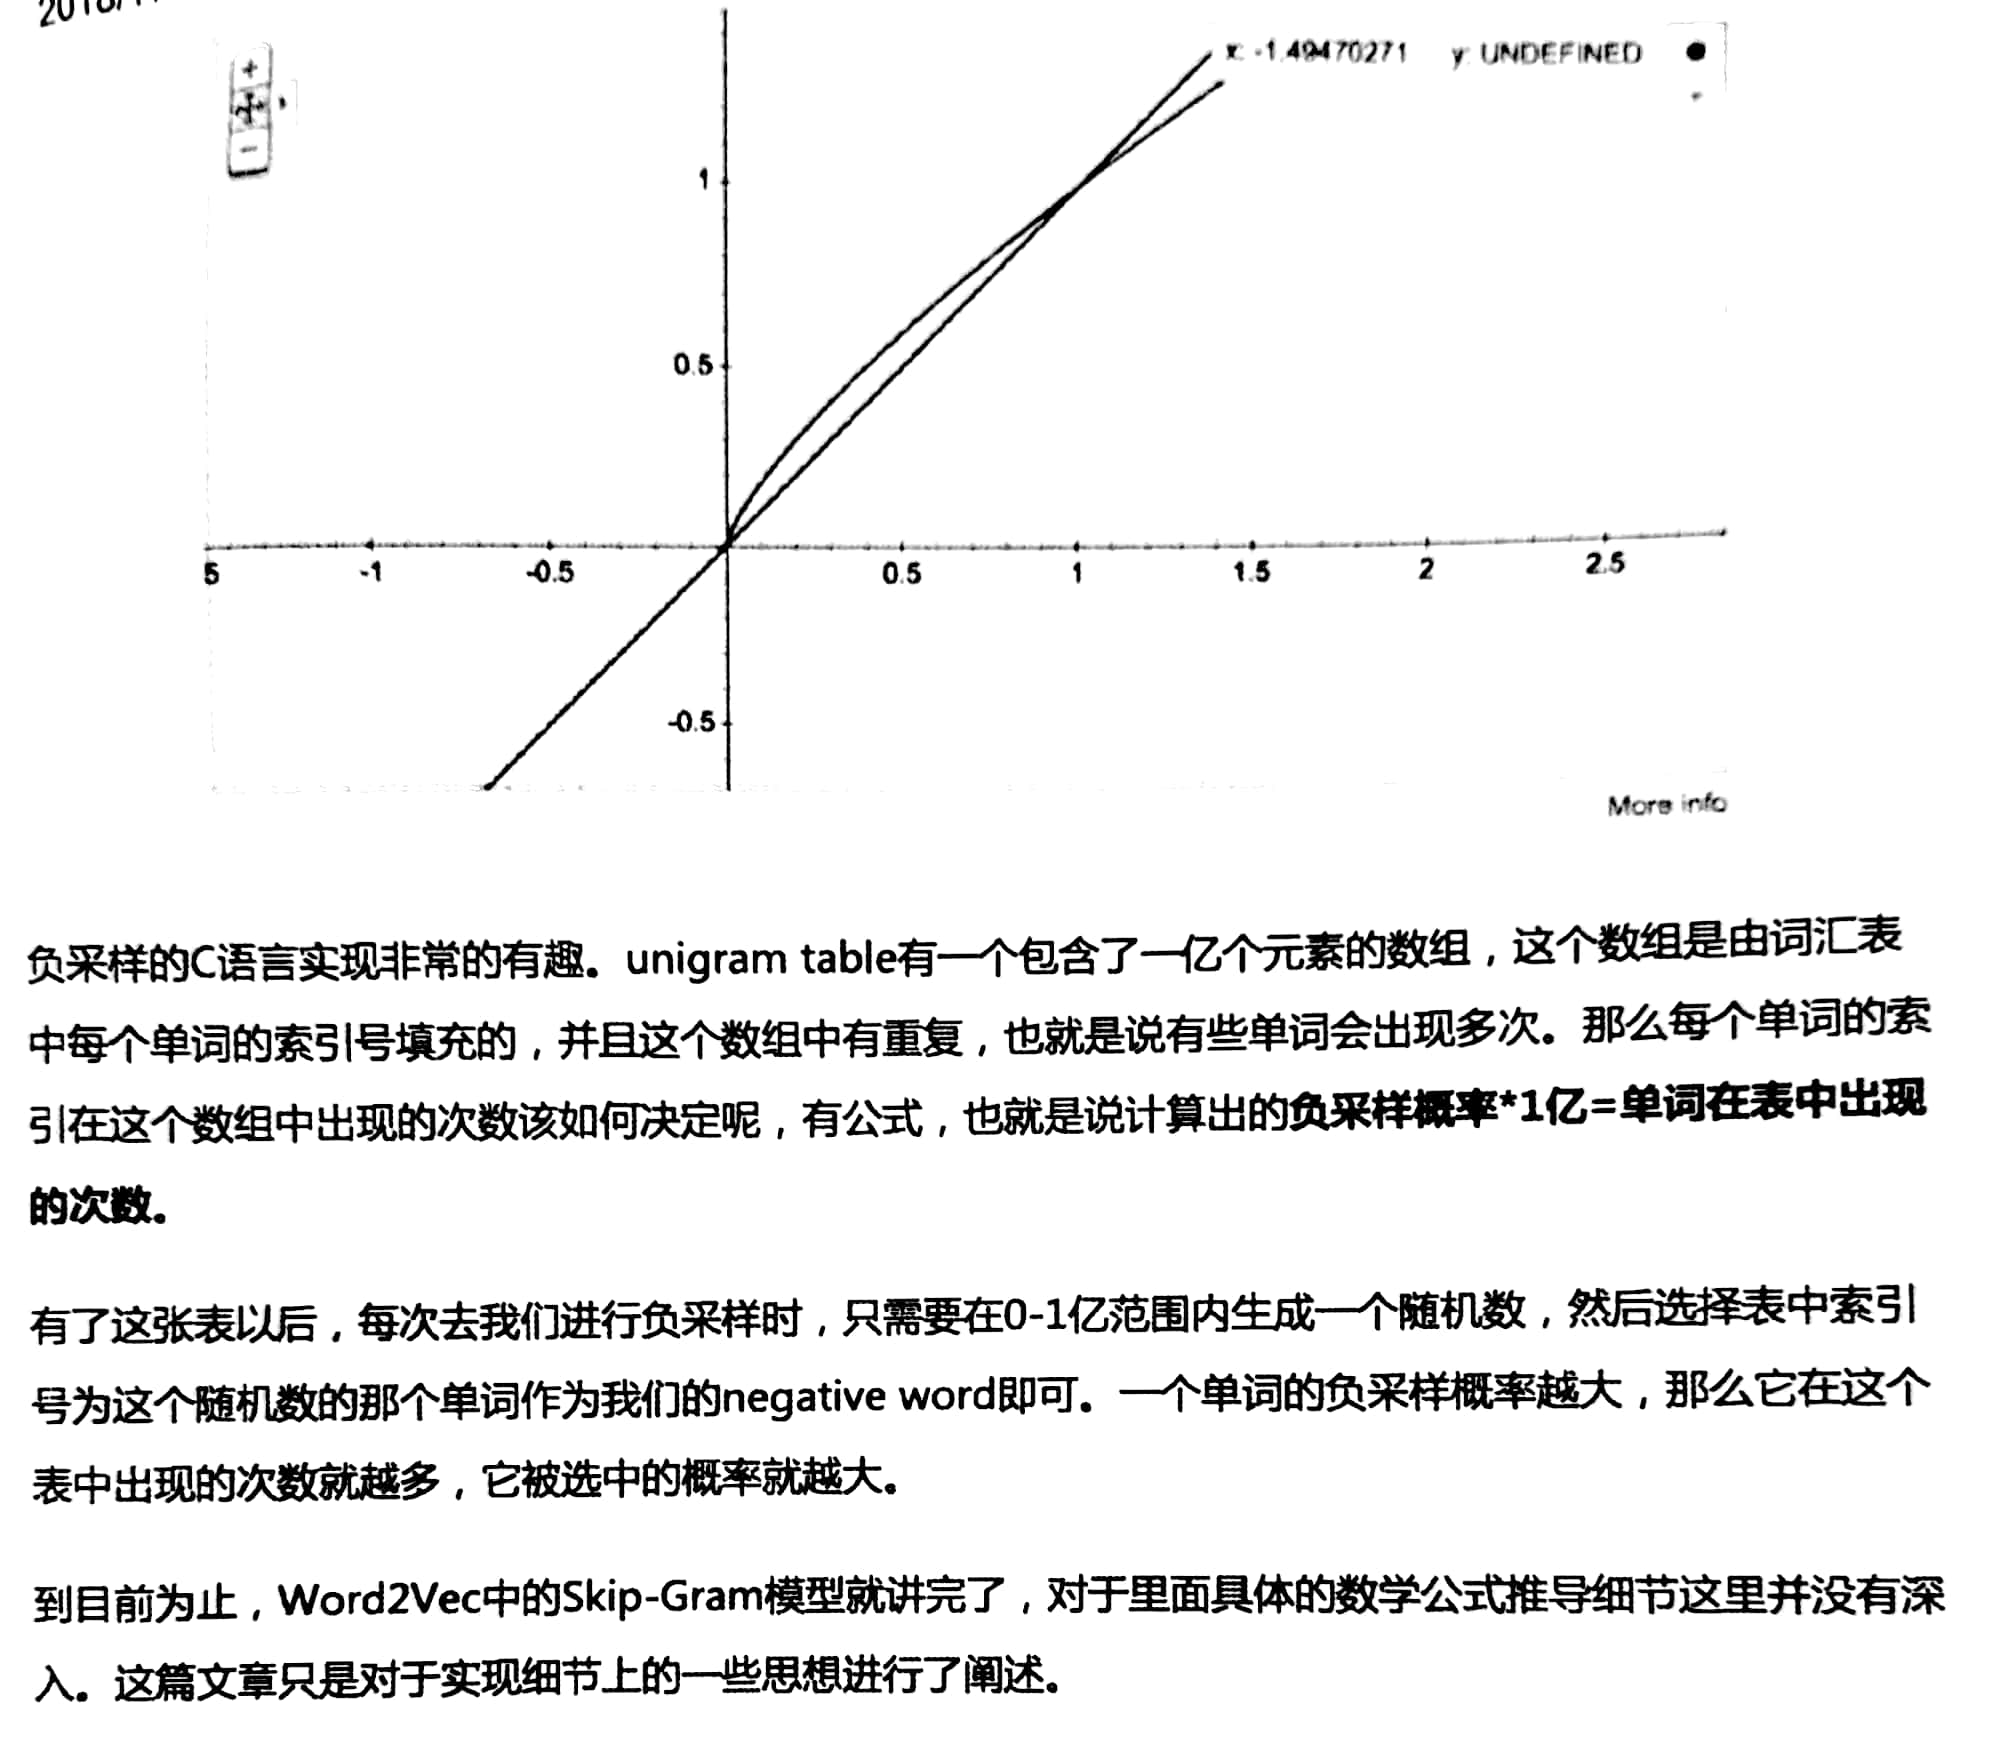 x: -1.49470271 y: UNDEFINED
+
−
1
0.5
5 -1 -0.5 0.5 1 1.5 2 2.5
-0.5
More info
负采样的C语言实现非常的有趣。unigram table有一个包含了一亿个元素的数组，这个数组是由词汇表
中每个单词的索引号填充的，并且这个数组中有重复，也就是说有些单词会出现多次。那么每个单词的索
引在这个数组中出现的次数该如何决定呢，有公式，也就是说计算出的负采样概率*1亿=单词在表中出现
的次数。
有了这张表以后，每次去我们进行负采样时，只需要在0-1亿范围内生成一个随机数，然后选择表中索引
号为这个随机数的那个单词作为我们的negative word即可。一个单词的负采样概率越大，那么它在这个
表中出现的次数就越多，它被选中的概率就越大。
到目前为止，Word2Vec中的Skip-Gram模型就讲完了，对于里面具体的数学公式推导细节这里并没有深
入。这篇文章只是对于实现细节上的一些思想进行了阐述。